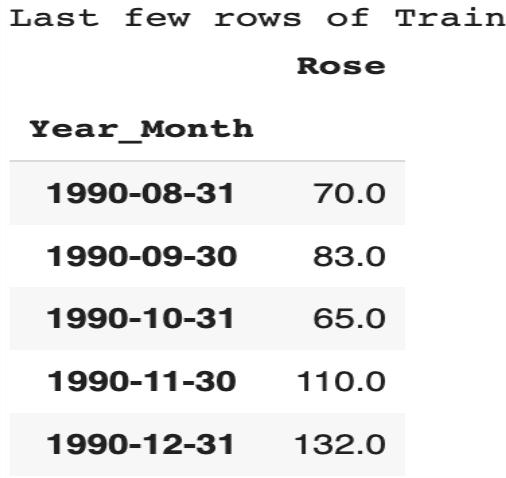 Last few rows of Train
Rose
Year_Month
1990-08-31 70.0
1990-09-30 83.0
1990-10-31 65.0
1990-11-30 110.0
1990-12-31 132.0